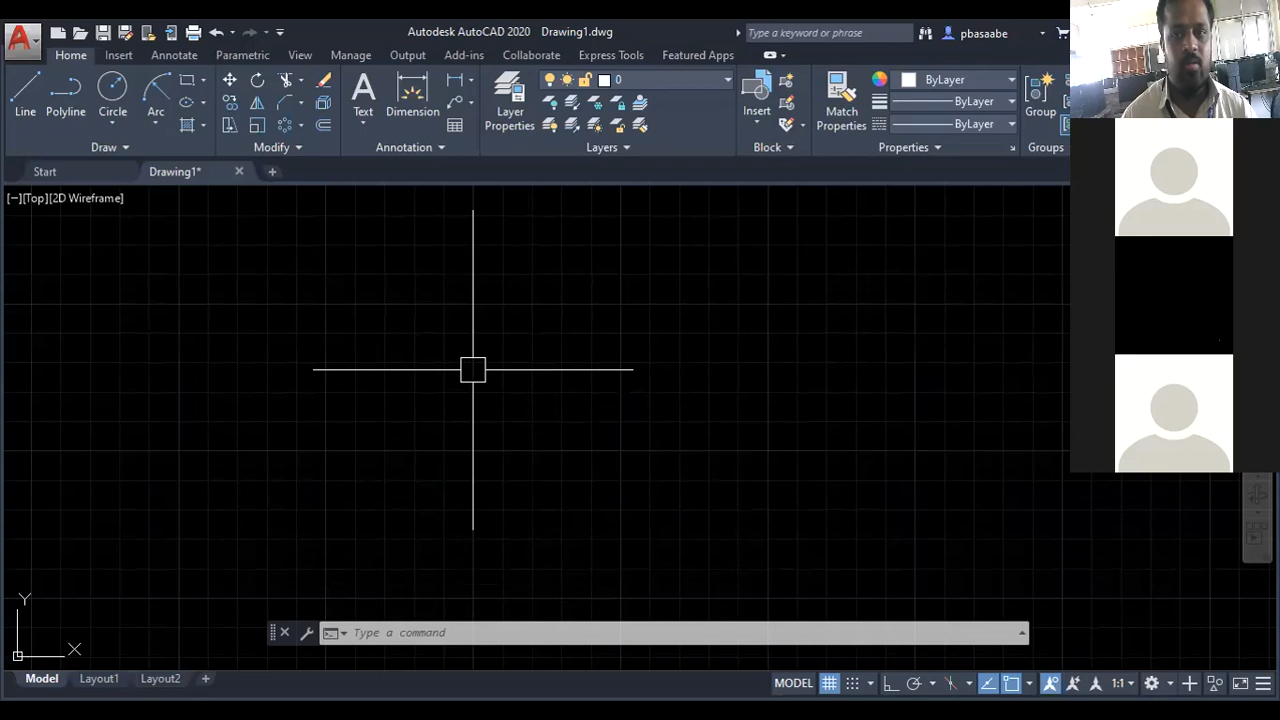 Autodesk AutoCAD 2020 Drawing1.dwg
Type a keyword or phrase
pbasaabe
Home Insert Annotate Parametric View Manage Output Add-ins Collaborate Express Tools Featured Apps
0
ByLayer
ByLayer
ByLayer
Line Polyline Circle Arc Text Dimension Layer Properties Insert Match Properties Group
Draw Modify Annotation Layers Block Properties Groups
Start Drawing1*
[−][Top][2D Wireframe]
Y
X
Type a command
Model Layout1 Layout2
MODEL 1:1